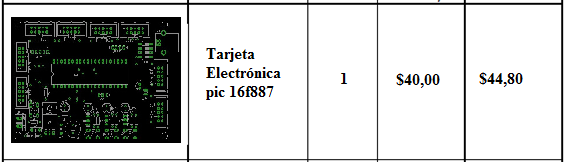 Tarjeta
Electrónica
pic 16f887
1
$40,00
$44,80